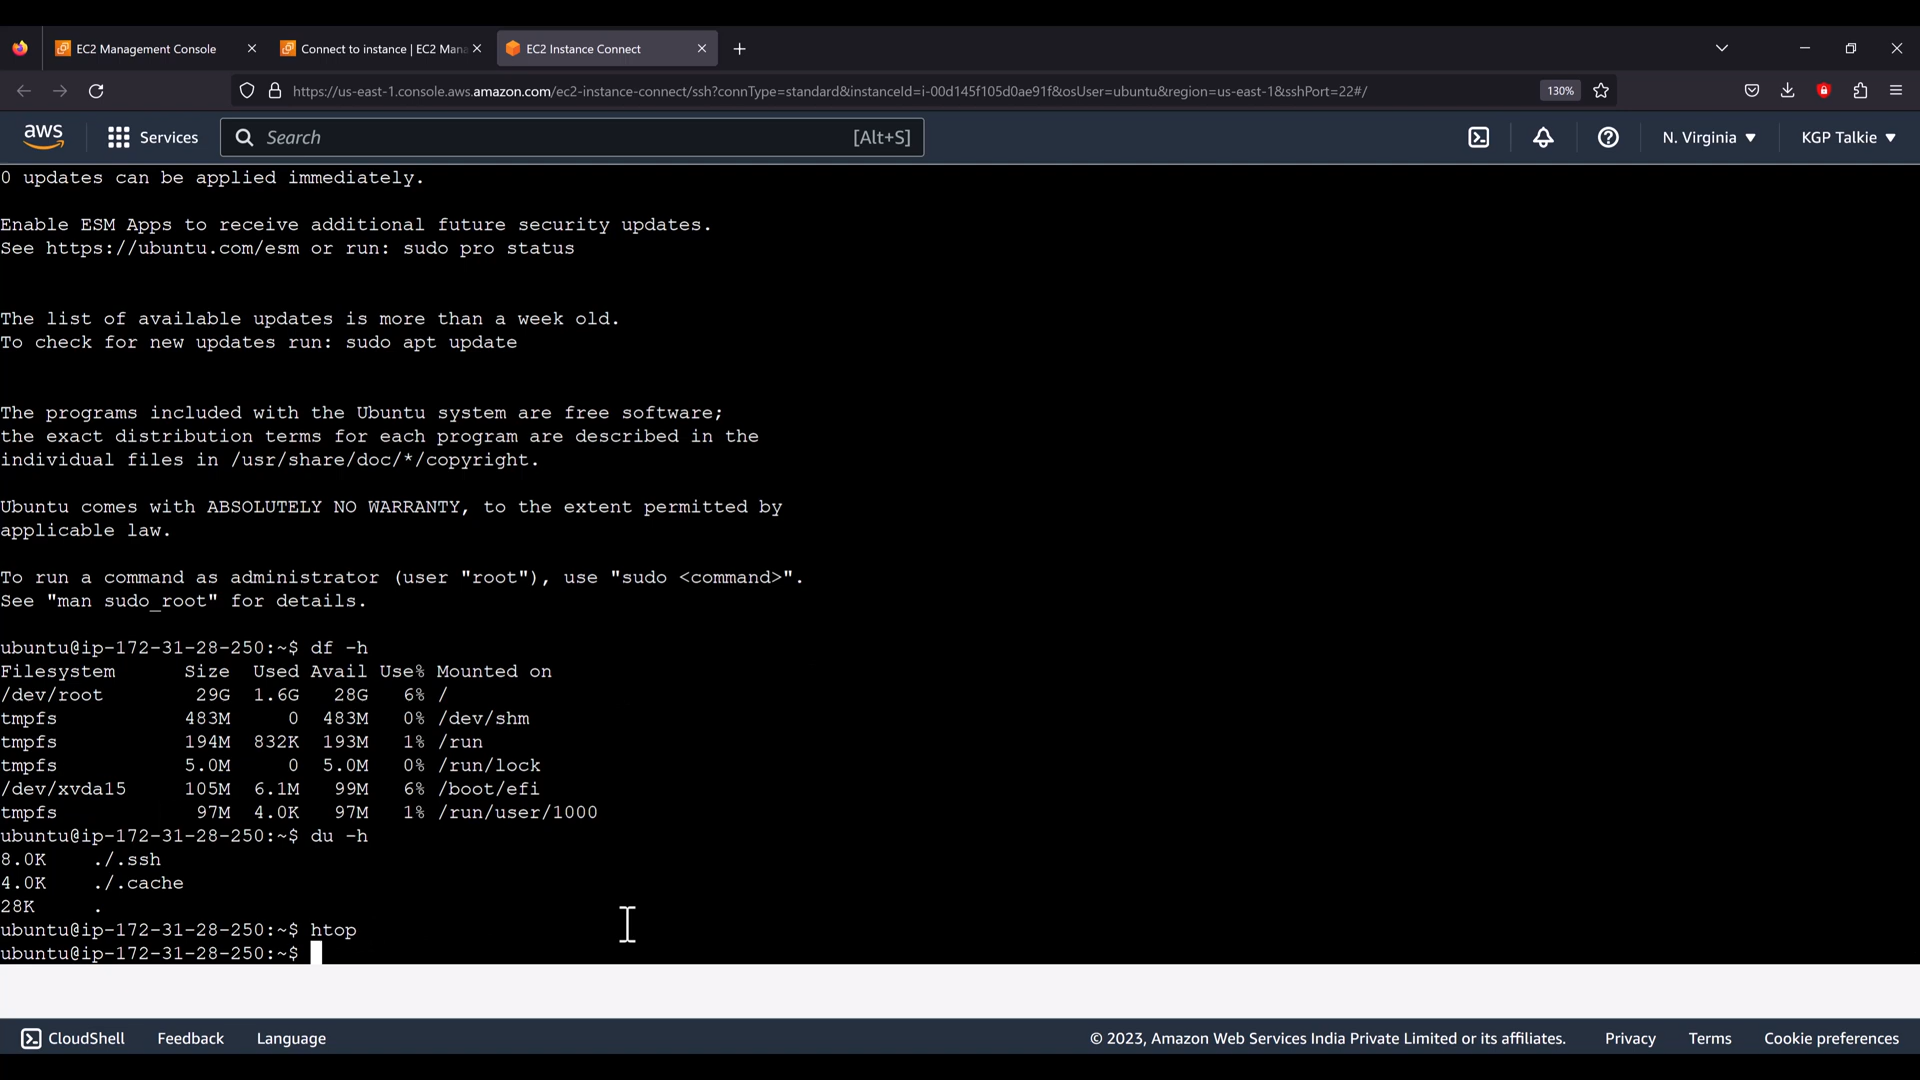 EC2 Management Console
Connect to instance | EC2 Mana
EC2 Instance Connect
https://us-east-1.console.aws.amazon.com/ec2-instance-connect/ssh?connType=standard&instanceId=i-00d145f105d0ae91f&osUser=ubuntu&region=us-east-1&sshPort=22#/
130%
aws
Services
Search
[Alt+S]
N. Virginia
KGP Talkie
0 updates can be applied immediately.
Enable ESM Apps to receive additional future security updates.
See https://ubuntu.com/esm or run: sudo pro status
The list of available updates is more than a week old.
To check for new updates run: sudo apt update
The programs included with the Ubuntu system are free software;
the exact distribution terms for each program are described in the
individual files in /usr/share/doc/*/copyright.
Ubuntu comes with ABSOLUTELY NO WARRANTY, to the extent permitted by
applicable law.
To run a command as administrator (user "root"), use "sudo <command>".
See "man sudo_root" for details.
ubuntu@ip-172-31-28-250:~$ df -h
Filesystem Size Used Avail Use% Mounted on
/dev/root 29G 1.6G 28G 6% /
tmpfs 483M 0 483M 0% /dev/shm
tmpfs 194M 832K 193M 1% /run
tmpfs 5.0M 0 5.0M 0% /run/lock
/dev/xvda15 105M 6.1M 99M 6% /boot/efi
tmpfs 97M 4.0K 97M 1% /run/user/1000
ubuntu@ip-172-31-28-250:~$ du -h
8.0K ./.ssh
4.0K ./.cache
28K .
ubuntu@ip-172-31-28-250:~$ htop
ubuntu@ip-172-31-28-250:~$
CloudShell
Feedback
Language
© 2023, Amazon Web Services India Private Limited or its affiliates.
Privacy
Terms
Cookie preferences